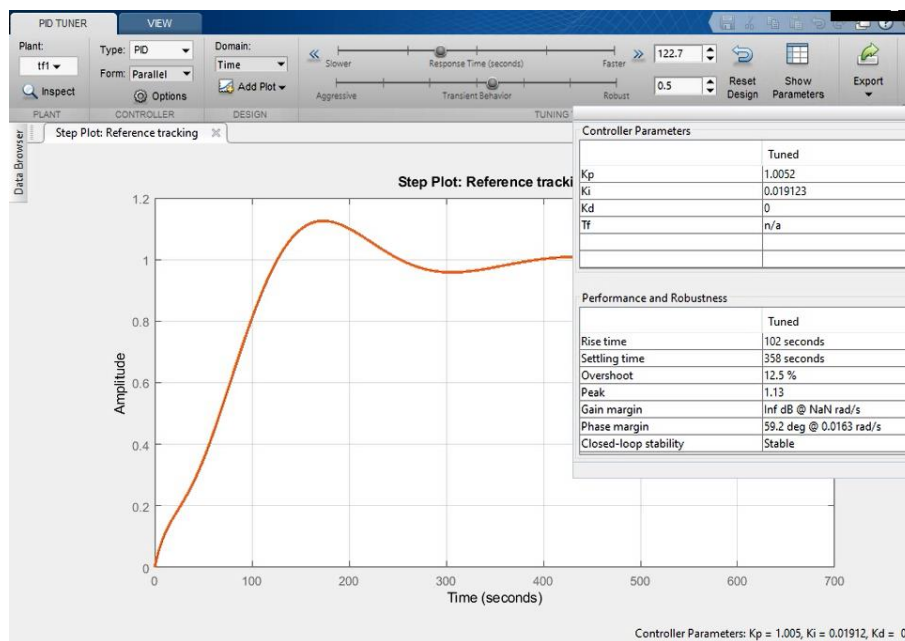 PID TUNER
VIEW
Plant:
tf1
Inspect
PLANT
Type: PID
Form: Parallel
Options
CONTROLLER
Domain:
Time
Add Plot
DESIGN
Slower
Response Time (seconds)
Faster
122.7
Aggressive
Transient Behavior
Robust
0.5
TUNING
Reset
Design
Show
Parameters
Export
Data Browser
Step Plot: Reference tracking
Step Plot: Reference tracki
Amplitude
1.2
1
0.8
0.6
0.4
0.2
0
0 100 200 300 400 500 600 700
Time (seconds)
Controller Parameters
Tuned
Kp 1.0052
Ki 0.019123
Kd 0
Tf n/a
Performance and Robustness
Tuned
Rise time 102 seconds
Settling time 358 seconds
Overshoot 12.5 %
Peak 1.13
Gain margin Inf dB @ NaN rad/s
Phase margin 59.2 deg @ 0.0163 rad/s
Closed-loop stability Stable
Controller Parameters: Kp = 1.005, Ki = 0.01912, Kd = 0